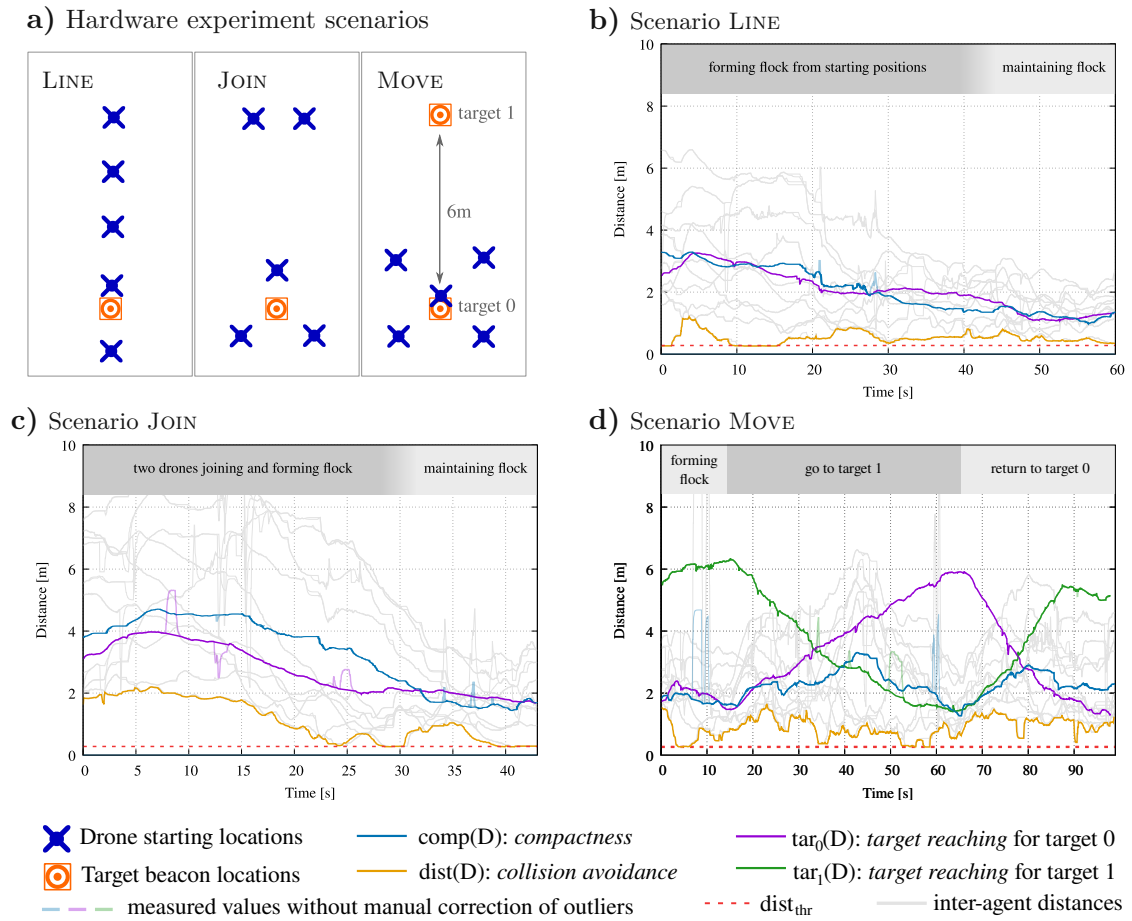 a) Hardware experiment scenarios
LINE
JOIN
MOVE
target 1
6m
target 0
b) Scenario LINE
forming flock from starting positions
maintaining flock
Distance [m]
10
8
6
4
2
0
0 10 20 30 40 50 60
Time [s]
c) Scenario JOIN
two drones joining and forming flock
maintaining flock
Distance [m]
10
8
6
4
2
0
0 5 10 15 20 25 30 35 40
Time [s]
d) Scenario MOVE
forming
flock
go to target 1
return to target 0
Distance [m]
10
8
6
4
2
0
0 10 20 30 40 50 60 70 80 90
Time [s]
Drone starting locations
comp(D): compactness
tar0(D): target reaching for target 0
Target beacon locations
dist(D): collision avoidance
tar1(D): target reaching for target 1
measured values without manual correction of outliers
dist_thr
inter-agent distances